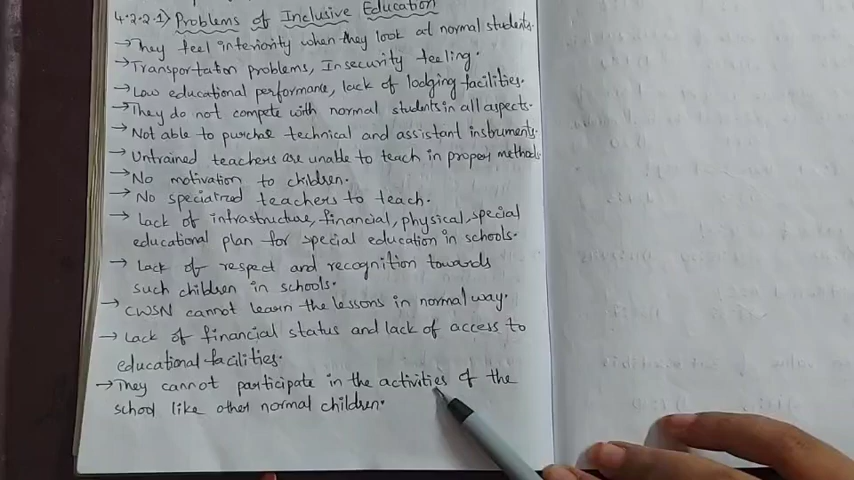 4.2.2.1) Problems of Inclusive Education
→ They feel inferiority when they look at normal students.
→ Transportation problems, Insecurity feeling.
→ Low educational performance, lack of lodging facilities.
→ They do not compete with normal students in all aspects.
→ Not able to purchase technical and assistant instruments.
→ Untrained teachers are unable to teach in proper method.
→ No motivation to children.
→ No specialized teachers to teach.
→ Lack of infrastructure, financial, physical, special
educational plan for special education in schools.
→ Lack of respect and recognition towards
such children in schools.
→ CWSN cannot learn the lessons in normal way.
→ Lack of financial status and lack of access to
educational facilities.
→ They cannot participate in the activities of the
school like other normal children.